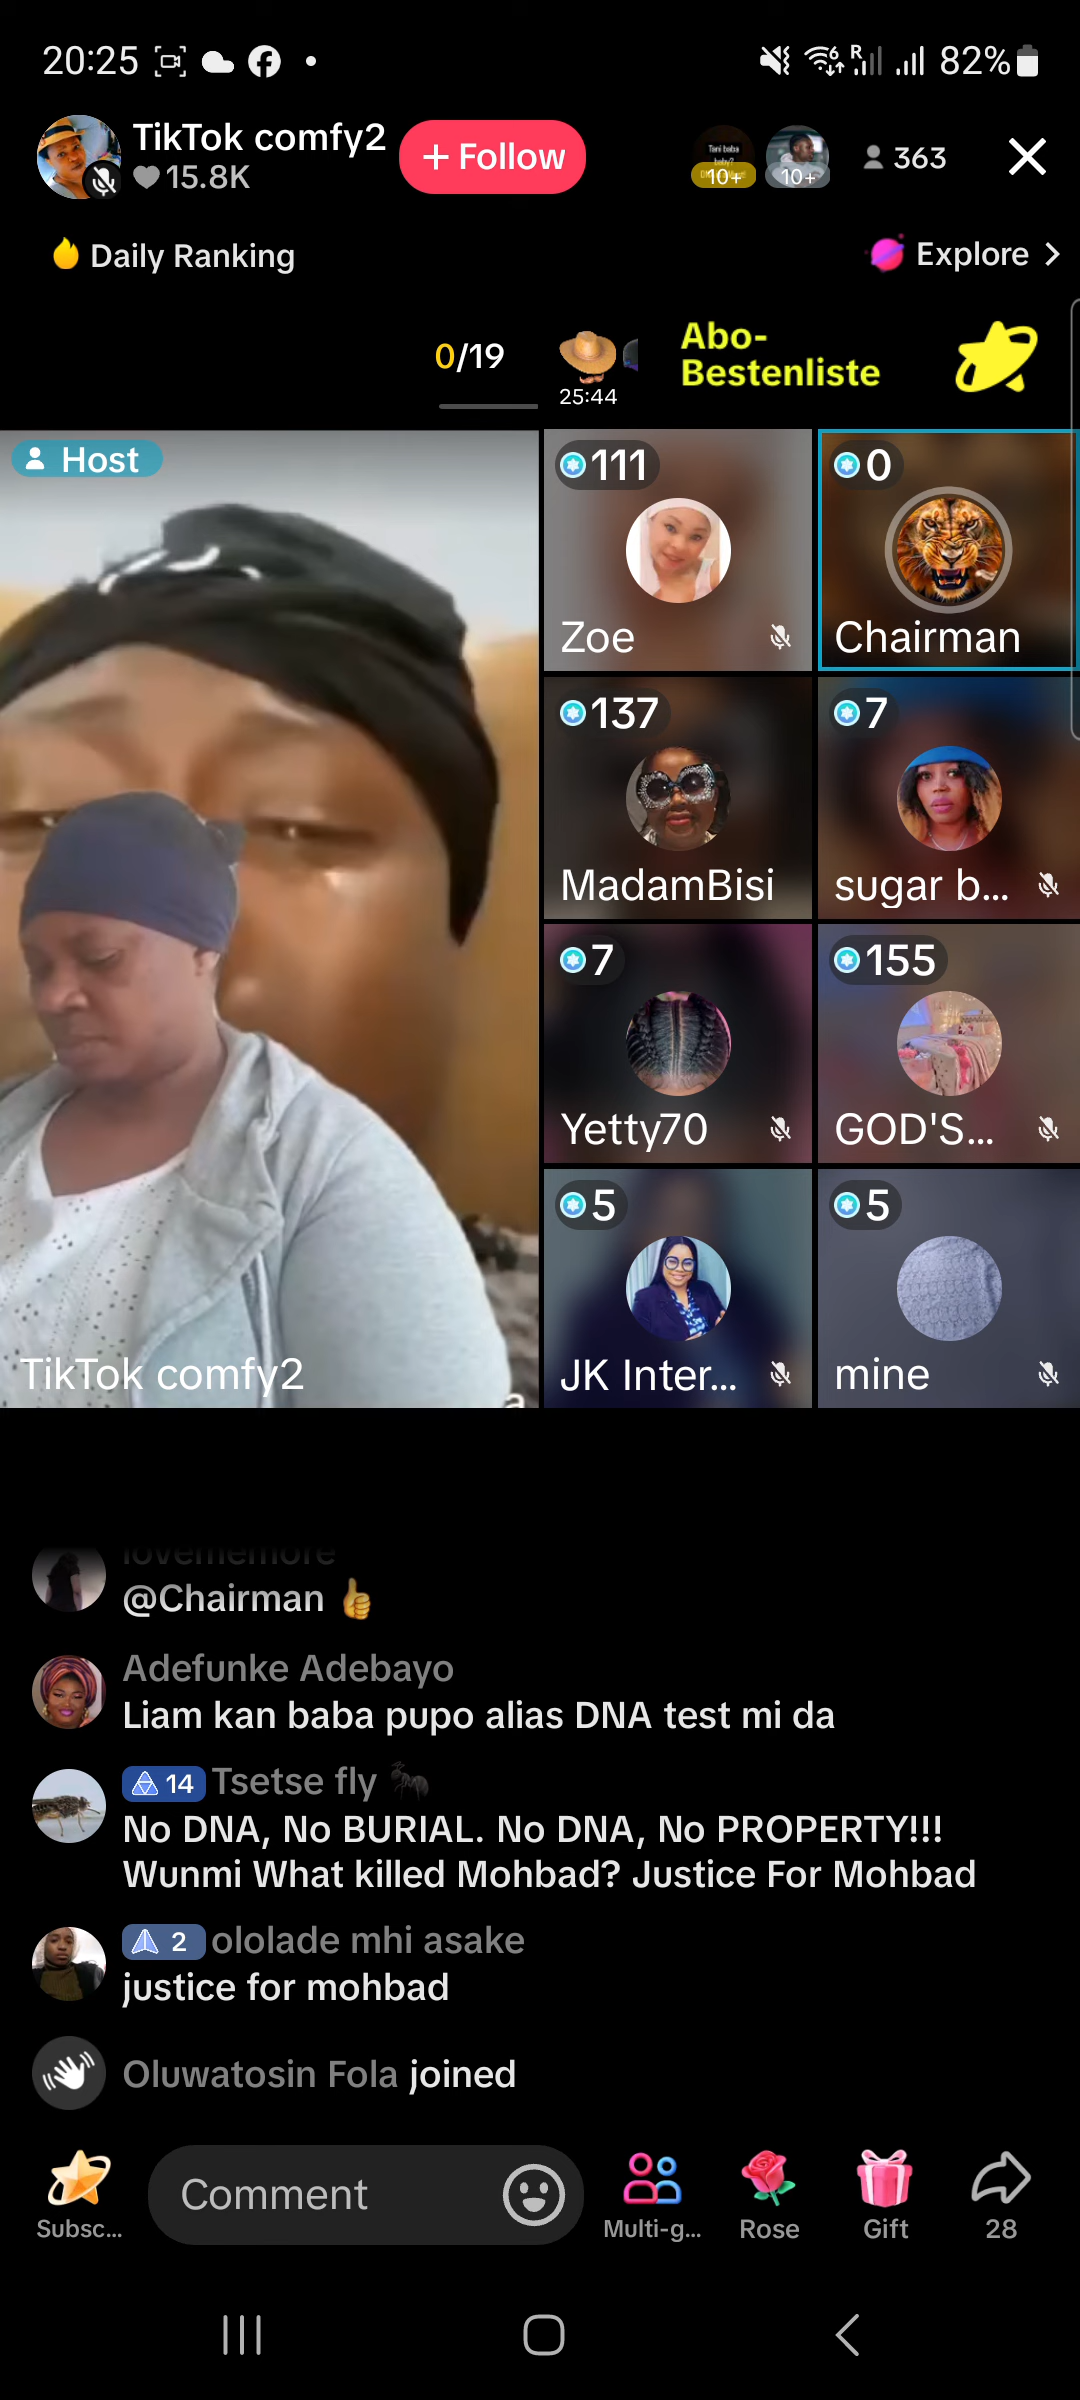 20:25
R
82%
TikTok comfy2
15.8K
+ Follow
10+
10+
363
Daily Ranking
Explore
0/19
25:44
Abo-
Bestenliste
Host
TikTok comfy2
111
Zoe
0
Chairman
137
MadamBisi
7
sugar b...
7
Yetty70
155
GOD'S...
5
JK Inter...
5
mine
lovememore
@Chairman 👍
Adefunke Adebayo
Liam kan baba pupo alias DNA test mi da
14 Tsetse fly 🐜
No DNA, No BURIAL. No DNA, No PROPERTY!!!
Wunmi What killed Mohbad? Justice For Mohbad
2 ololade mhi asake
justice for mohbad
Oluwatosin Fola joined
Subsc...
Comment
Multi-g...
Rose
Gift
28